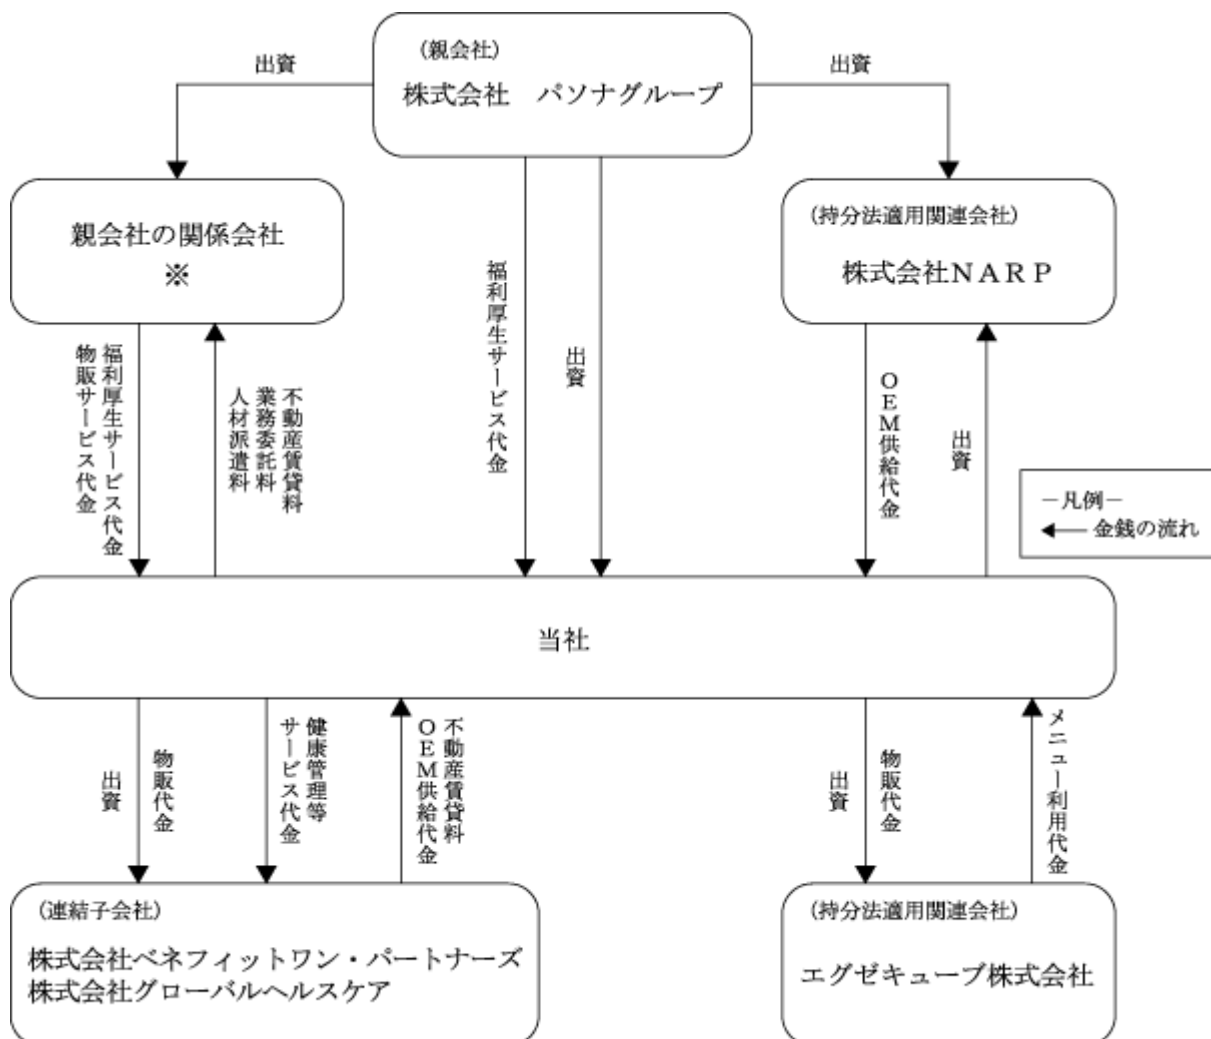 (親会社)
株式会社　パソナグループ
出資
出資
親会社の関係会社
※
(持分法適用関連会社)
株式会社ＮＡＲＰ
福利厚生サービス代金
物販サービス代金
不動産賃貸料
業務委託料
人材派遣料
福利厚生サービス代金
出資
ＯＥＭ供給代金
出資
－凡例－
金銭の流れ
当社
出資
物販代金
健康管理等
サービス代金
不動産賃貸料
ＯＥＭ供給代金
出資
物販代金
メニュー利用代金
(連結子会社)
株式会社ベネフィットワン・パートナーズ
株式会社グローバルヘルスケア
(持分法適用関連会社)
エグゼキューブ株式会社